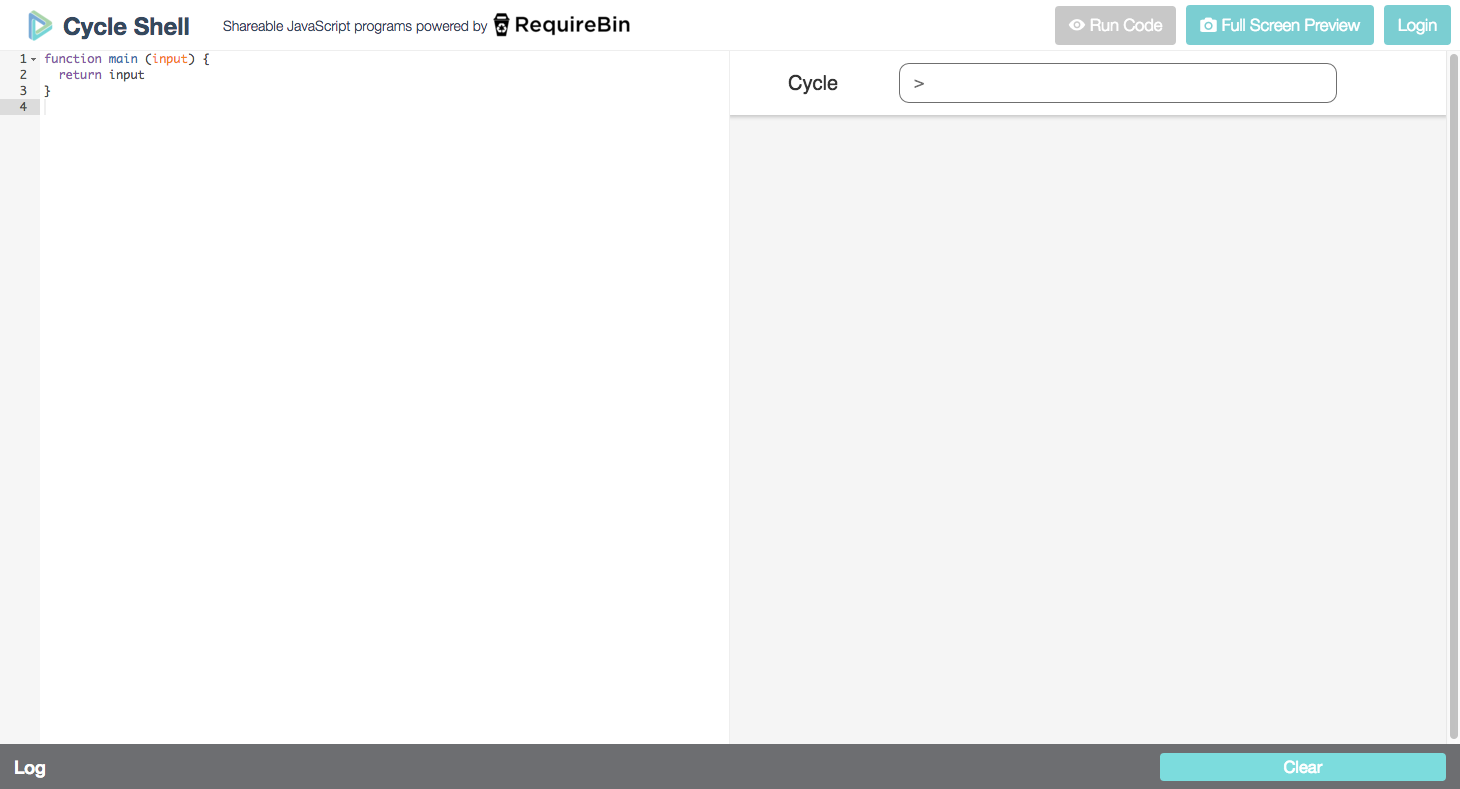 Cycle Shell
Shareable JavaScript programs powered by RequireBin
Run Code
Full Screen Preview
Login
1 function main (input) {
2   return input
3 }
4
Cycle
>
Log
Clear